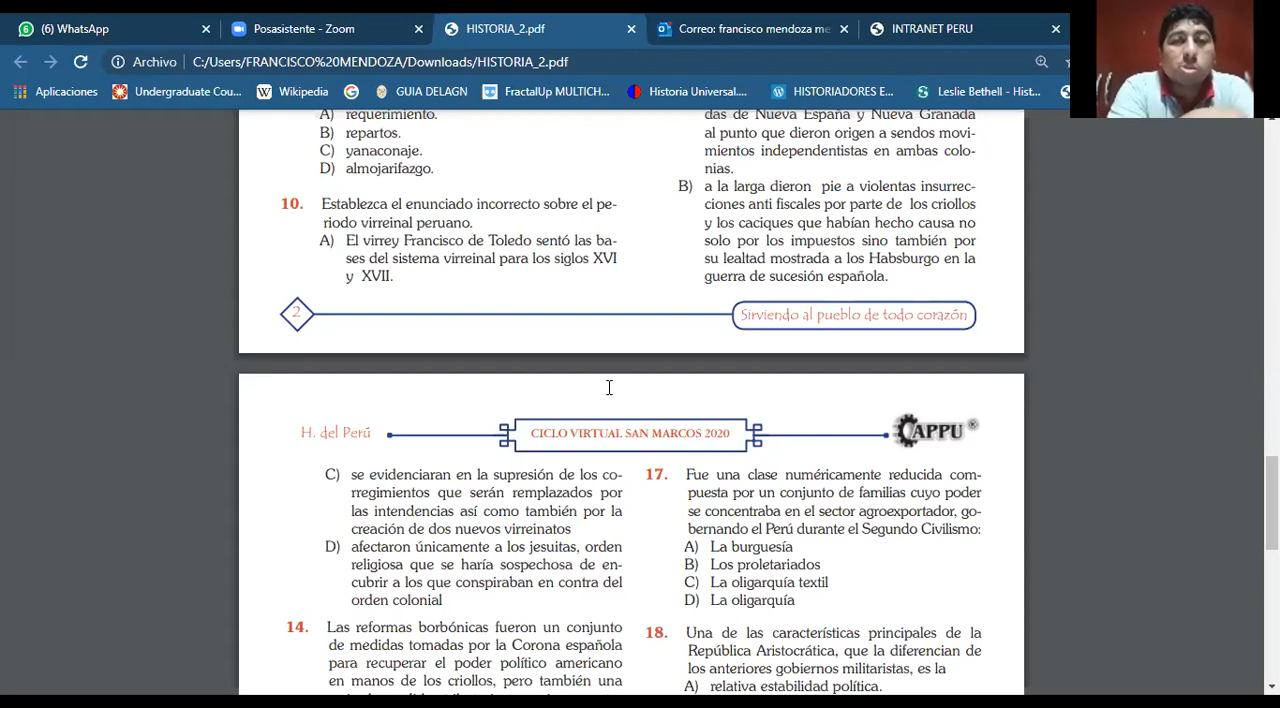 (6) WhatsApp
Posasistente - Zoom
HISTORIA_2.pdf
Correo: francisco mendoza me
INTRANET PERU
Archivo
C:/Users/FRANCISCO%20MENDOZA/Downloads/HISTORIA_2.pdf
Aplicaciones
Undergraduate Cou...
Wikipedia
GUIA DELAGN
FractalUp MULTICH...
Historia Universal....
HISTORIADORES E...
Leslie Bethell - Hist...
A) requerimiento.
B) repartos.
C) yanaconaje.
D) almojarifazgo.
10. Establezca el enunciado incorrecto sobre el pe-
riodo virreinal peruano.
A) El virrey Francisco de Toledo sentó las ba-
ses del sistema virreinal para los siglos XVI
y XVII.
das de Nueva España y Nueva Granada
al punto que dieron origen a sendos movi-
mientos independentistas en ambas colo-
nias.
B) a la larga dieron pie a violentas insurrec-
ciones anti fiscales por parte de los criollos
y los caciques que habían hecho causa no
solo por los impuestos sino también por
su lealtad mostrada a los Habsburgo en la
guerra de sucesión española.
2
Sirviendo al pueblo de todo corazón
H. del Perú
CICLO VIRTUAL SAN MARCOS 2020
CAPPU ®
C) se evidenciaran en la supresión de los co-
rregimientos que serán remplazados por
las intendencias así como también por la
creación de dos nuevos virreinatos
D) afectaron únicamente a los jesuitas, orden
religiosa que se haría sospechosa de en-
cubrir a los que conspiraban en contra del
orden colonial
14. Las reformas borbónicas fueron un conjunto
de medidas tomadas por la Corona española
para recuperar el poder político americano
en manos de los criollos, pero también una
17. Fue una clase numéricamente reducida com-
puesta por un conjunto de familias cuyo poder
se concentraba en el sector agroexportador, go-
bernando el Perú durante el Segundo Civilismo:
A) La burguesía
B) Los proletariados
C) La oligarquía textil
D) La oligarquía
18. Una de las características principales de la
República Aristocrática, que la diferencian de
los anteriores gobiernos militaristas, es la
A) relativa estabilidad política.